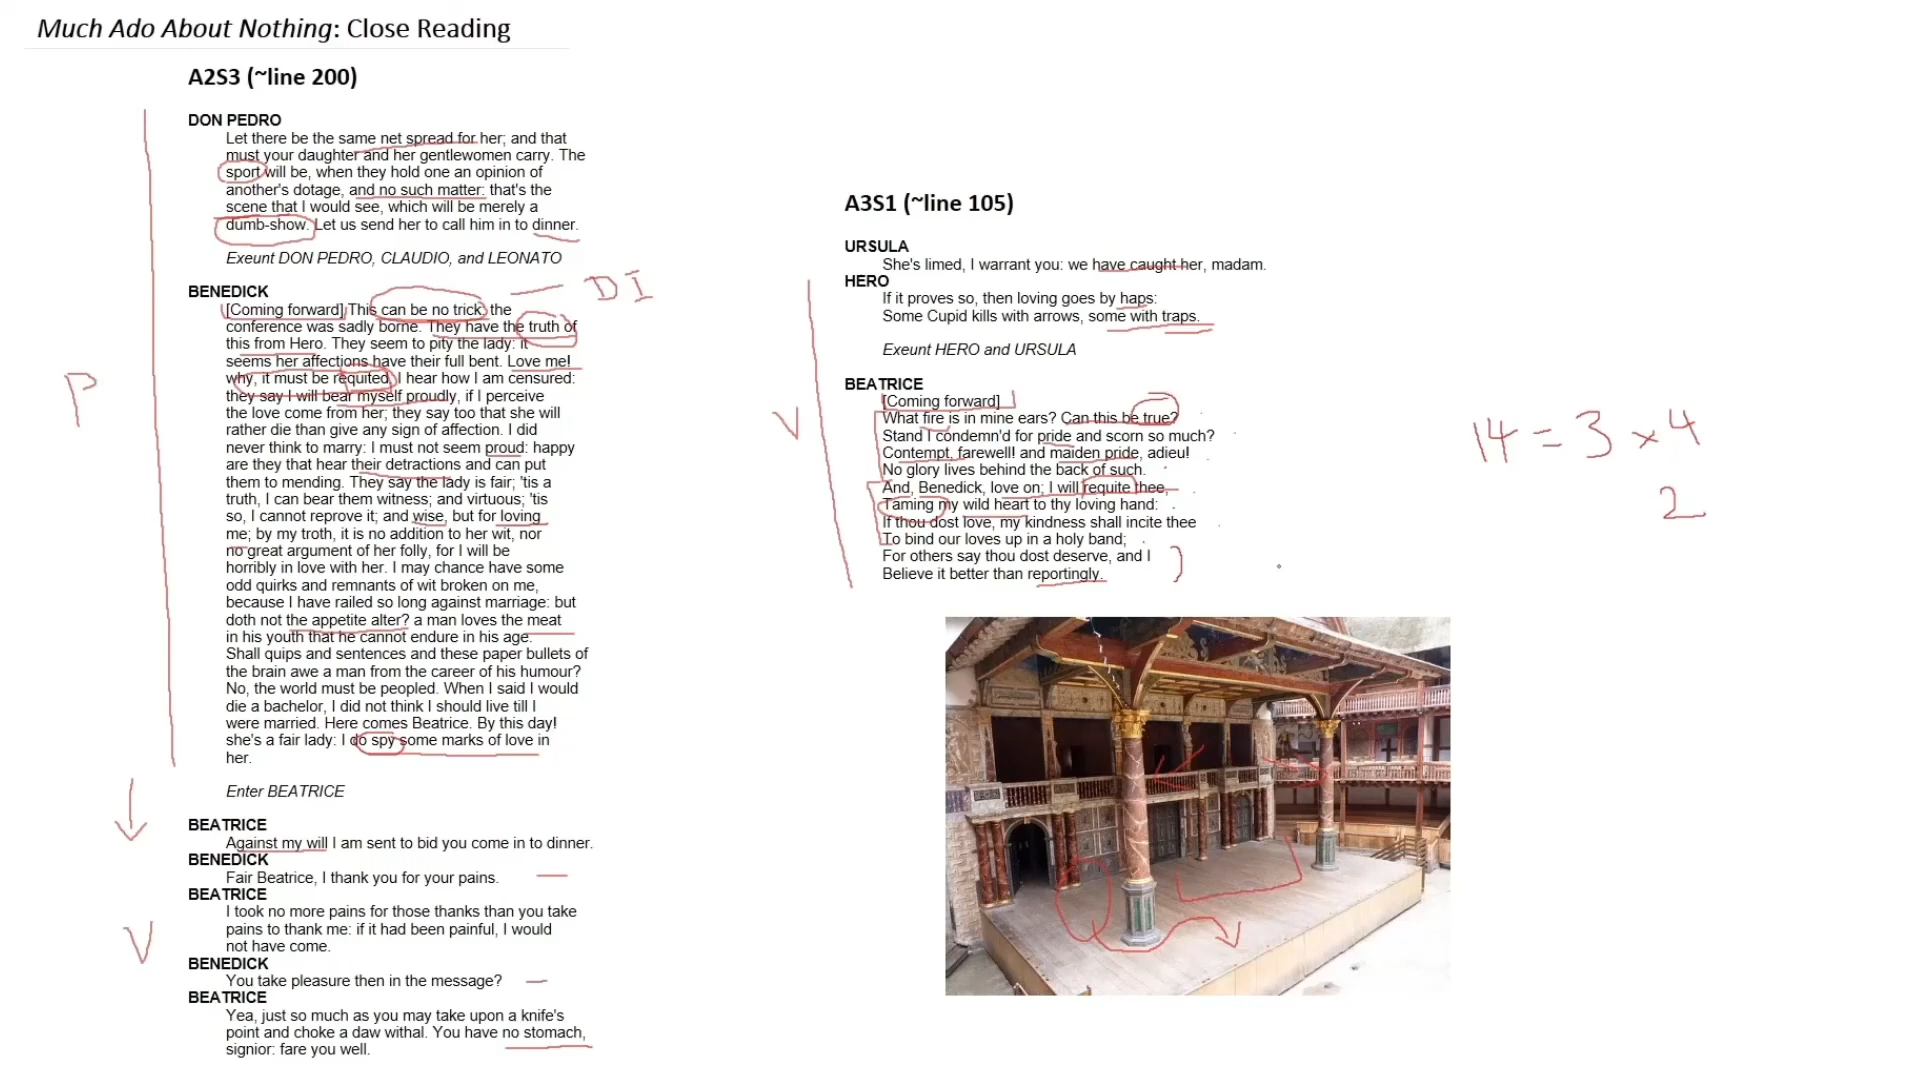 Much Ado About Nothing: Close Reading
A2S3 (~line 200)
DON PEDRO
Let there be the same net spread for her; and that
must your daughter and her gentlewomen carry. The
sport will be, when they hold one an opinion of
another's dotage, and no such matter: that's the
scene that I would see, which will be merely a
dumb-show. Let us send her to call him in to dinner.
Exeunt DON PEDRO, CLAUDIO, and LEONATO
BENEDICK
[Coming forward] This can be no trick: the
conference was sadly borne. They have the truth of
this from Hero. They seem to pity the lady: it
seems her affections have their full bent. Love me!
why, it must be requited. I hear how I am censured:
they say I will bear myself proudly, if I perceive
the love come from her; they say too that she will
rather die than give any sign of affection. I did
never think to marry: I must not seem proud: happy
are they that hear their detractions and can put
them to mending. They say the lady is fair; 'tis a
truth, I can bear them witness; and virtuous; 'tis
so, I cannot reprove it; and wise, but for loving
me; by my troth, it is no addition to her wit, nor
no great argument of her folly, for I will be
horribly in love with her. I may chance have some
odd quirks and remnants of wit broken on me,
because I have railed so long against marriage: but
doth not the appetite alter? a man loves the meat
in his youth that he cannot endure in his age.
Shall quips and sentences and these paper bullets of
the brain awe a man from the career of his humour?
No, the world must be peopled. When I said I would
die a bachelor, I did not think I should live till I
were married. Here comes Beatrice. By this day!
she's a fair lady: I do spy some marks of love in
her.
Enter BEATRICE
BEATRICE
Against my will I am sent to bid you come in to dinner.
BENEDICK
Fair Beatrice, I thank you for your pains.
BEATRICE
I took no more pains for those thanks than you take
pains to thank me: if it had been painful, I would
not have come.
BENEDICK
You take pleasure then in the message?
BEATRICE
Yea, just so much as you may take upon a knife's
point and choke a daw withal. You have no stomach,
signior: fare you well.
P
V
DI
A3S1 (~line 105)
URSULA
She's limed, I warrant you: we have caught her, madam.
HERO
If it proves so, then loving goes by haps:
Some Cupid kills with arrows, some with traps.
Exeunt HERO and URSULA
BEATRICE
[Coming forward]
What fire is in mine ears? Can this be true?
Stand I condemn'd for pride and scorn so much?
Contempt, farewell! and maiden pride, adieu!
No glory lives behind the back of such.
And, Benedick, love on; I will requite thee,
Taming my wild heart to thy loving hand:
If thou dost love, my kindness shall incite thee
To bind our loves up in a holy band;
For others say thou dost deserve, and I
Believe it better than reportingly.
V
14 = 3 x 4
2